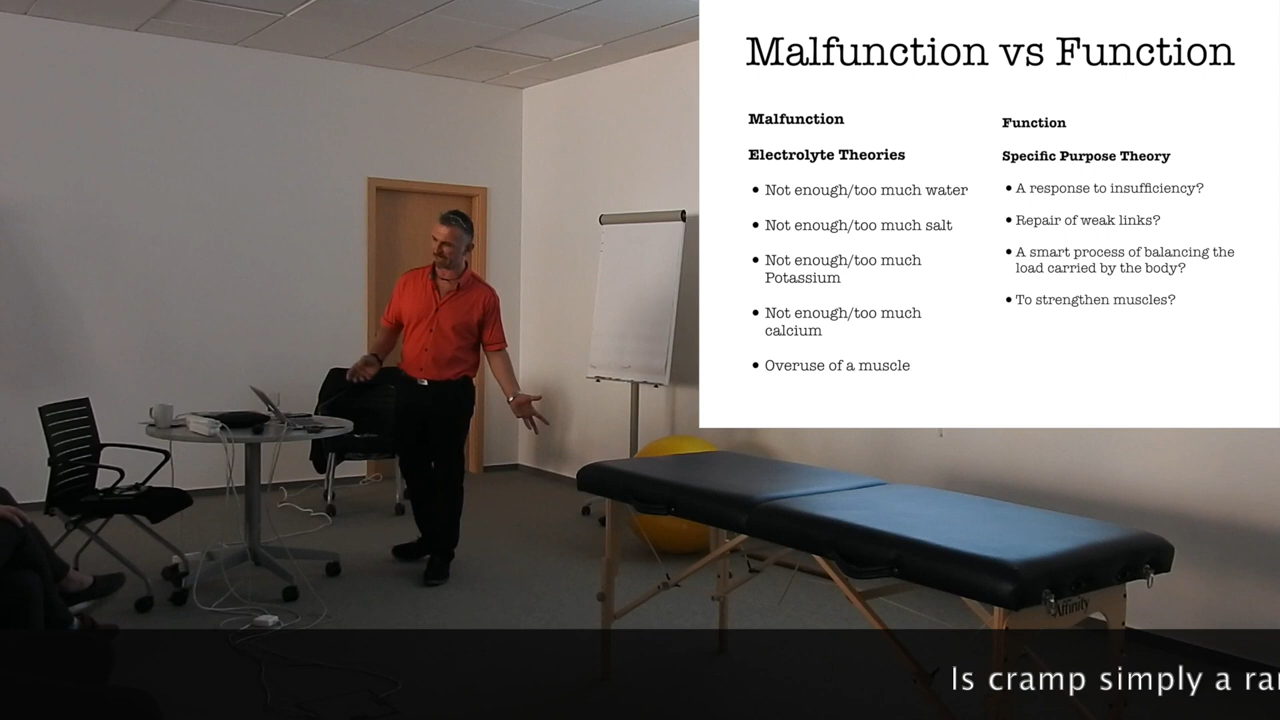 Malfunction vs Function
Malfunction
Electrolyte Theories
• Not enough/too much water
• Not enough/too much salt
• Not enough/too much
Potassium
• Not enough/too much
calcium
• Overuse of a muscle
Function
Specific Purpose Theory
• A response to insufficiency?
• Repair of weak links?
• A smart process of balancing the
load carried by the body?
• To strengthen muscles?
Affinity
Is cramp simply a